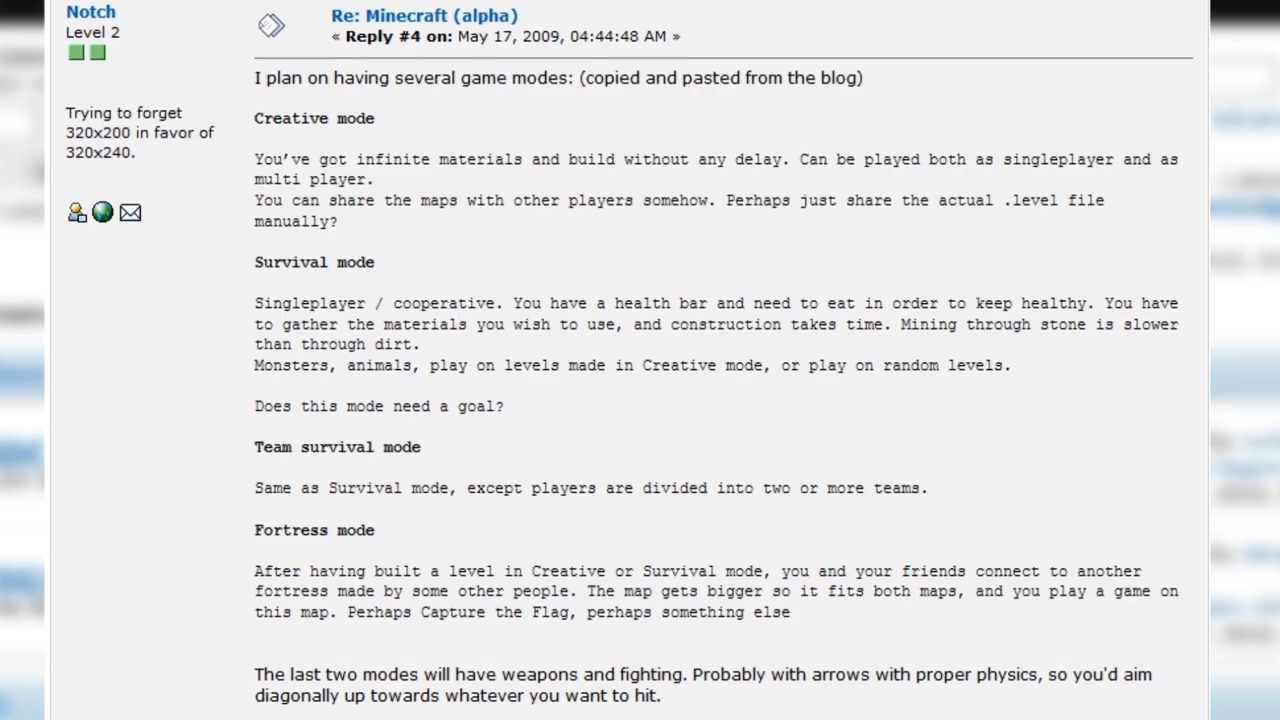 Notch
Level 2
Trying to forget
320x200 in favor of
320x240.
Re: Minecraft (alpha)
« Reply #4 on: May 17, 2009, 04:44:48 AM »
I plan on having several game modes: (copied and pasted from the blog)
Creative mode
You’ve got infinite materials and build without any delay. Can be played both as singleplayer and as
multi player.
You can share the maps with other players somehow. Perhaps just share the actual .level file
manually?
Survival mode
Singleplayer / cooperative. You have a health bar and need to eat in order to keep healthy. You have
to gather the materials you wish to use, and construction takes time. Mining through stone is slower
than through dirt.
Monsters, animals, play on levels made in Creative mode, or play on random levels.
Does this mode need a goal?
Team survival mode
Same as Survival mode, except players are divided into two or more teams.
Fortress mode
After having built a level in Creative or Survival mode, you and your friends connect to another
fortress made by some other people. The map gets bigger so it fits both maps, and you play a game on
this map. Perhaps Capture the Flag, perhaps something else
The last two modes will have weapons and fighting. Probably with arrows with proper physics, so you'd aim
diagonally up towards whatever you want to hit.